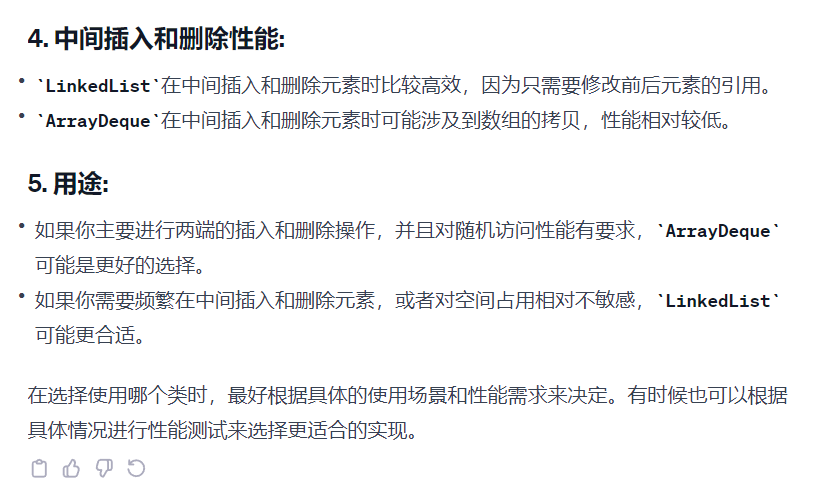 4. 中间插入和删除性能:
• `LinkedList`在中间插入和删除元素时比较高效，因为只需要修改前后元素的引用。
• `ArrayDeque`在中间插入和删除元素时可能涉及到数组的拷贝，性能相对较低。
5. 用途:
• 如果你主要进行两端的插入和删除操作，并且对随机访问性能有要求，`ArrayDeque`
可能是更好的选择。
• 如果你需要频繁在中间插入和删除元素，或者对空间占用相对不敏感，`LinkedList`
可能更合适。
在选择使用哪个类时，最好根据具体的使用场景和性能需求来决定。有时候也可以根据
具体情况进行性能测试来选择更适合的实现。